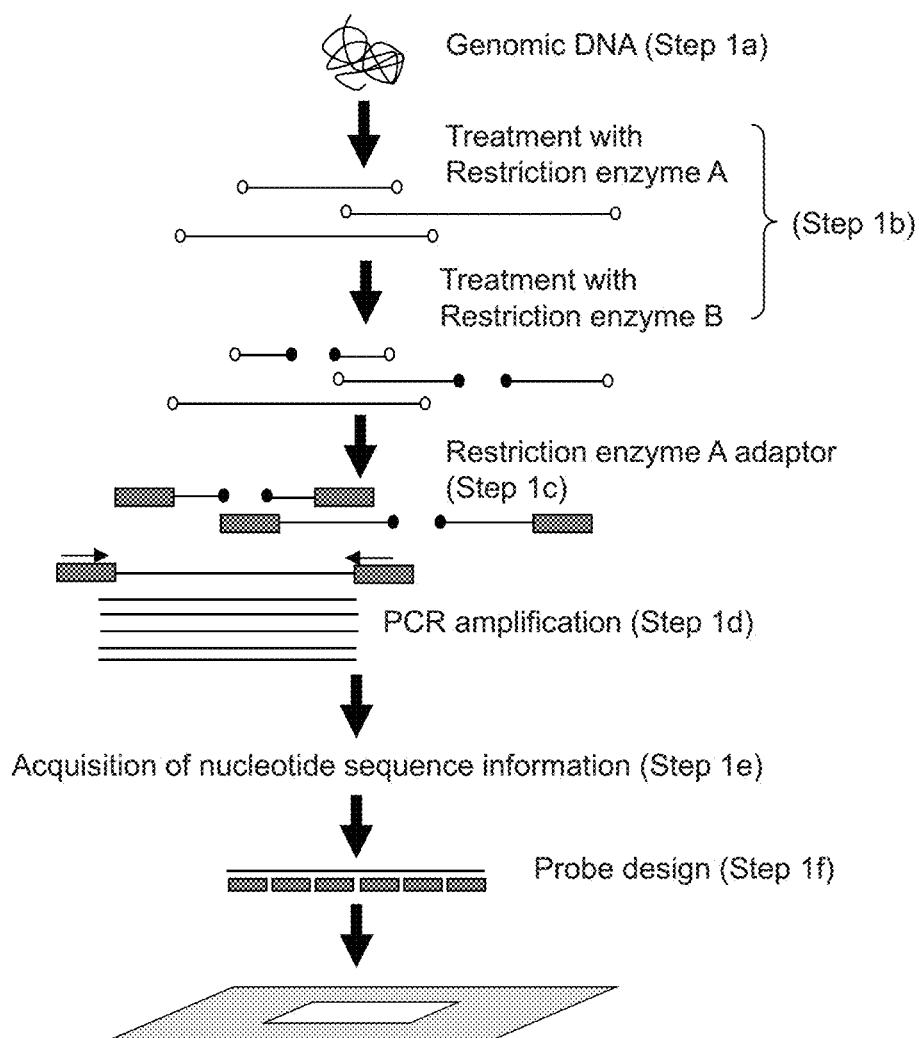 Genomic DNA (Step 1a)
Treatment with
Restriction enzyme A
(Step 1b)
Treatment with
Restriction enzyme B
Restriction enzyme A adaptor
(Step 1c)
PCR amplification (Step 1d)
Acquisition of nucleotide sequence information (Step 1e)
Probe design (Step 1f)